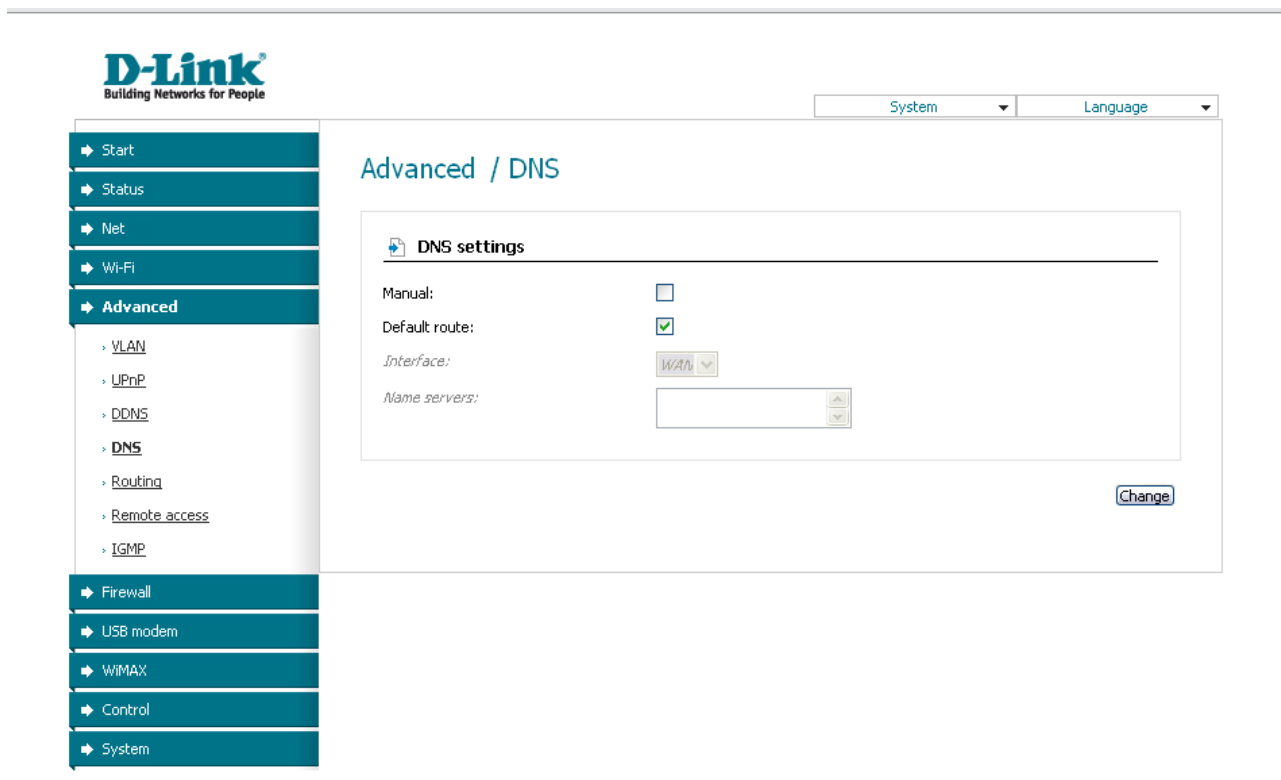 D-Link
Building Networks for People
System
Language
Start
Status
Net
Wi-Fi
Advanced
VLAN
UPnP
DDNS
DNS
Routing
Remote access
IGMP
Firewall
USB modem
WiMAX
Control
System
Advanced / DNS
DNS settings
Manual:
Default route:
Interface:
WAN
Name servers:
Change